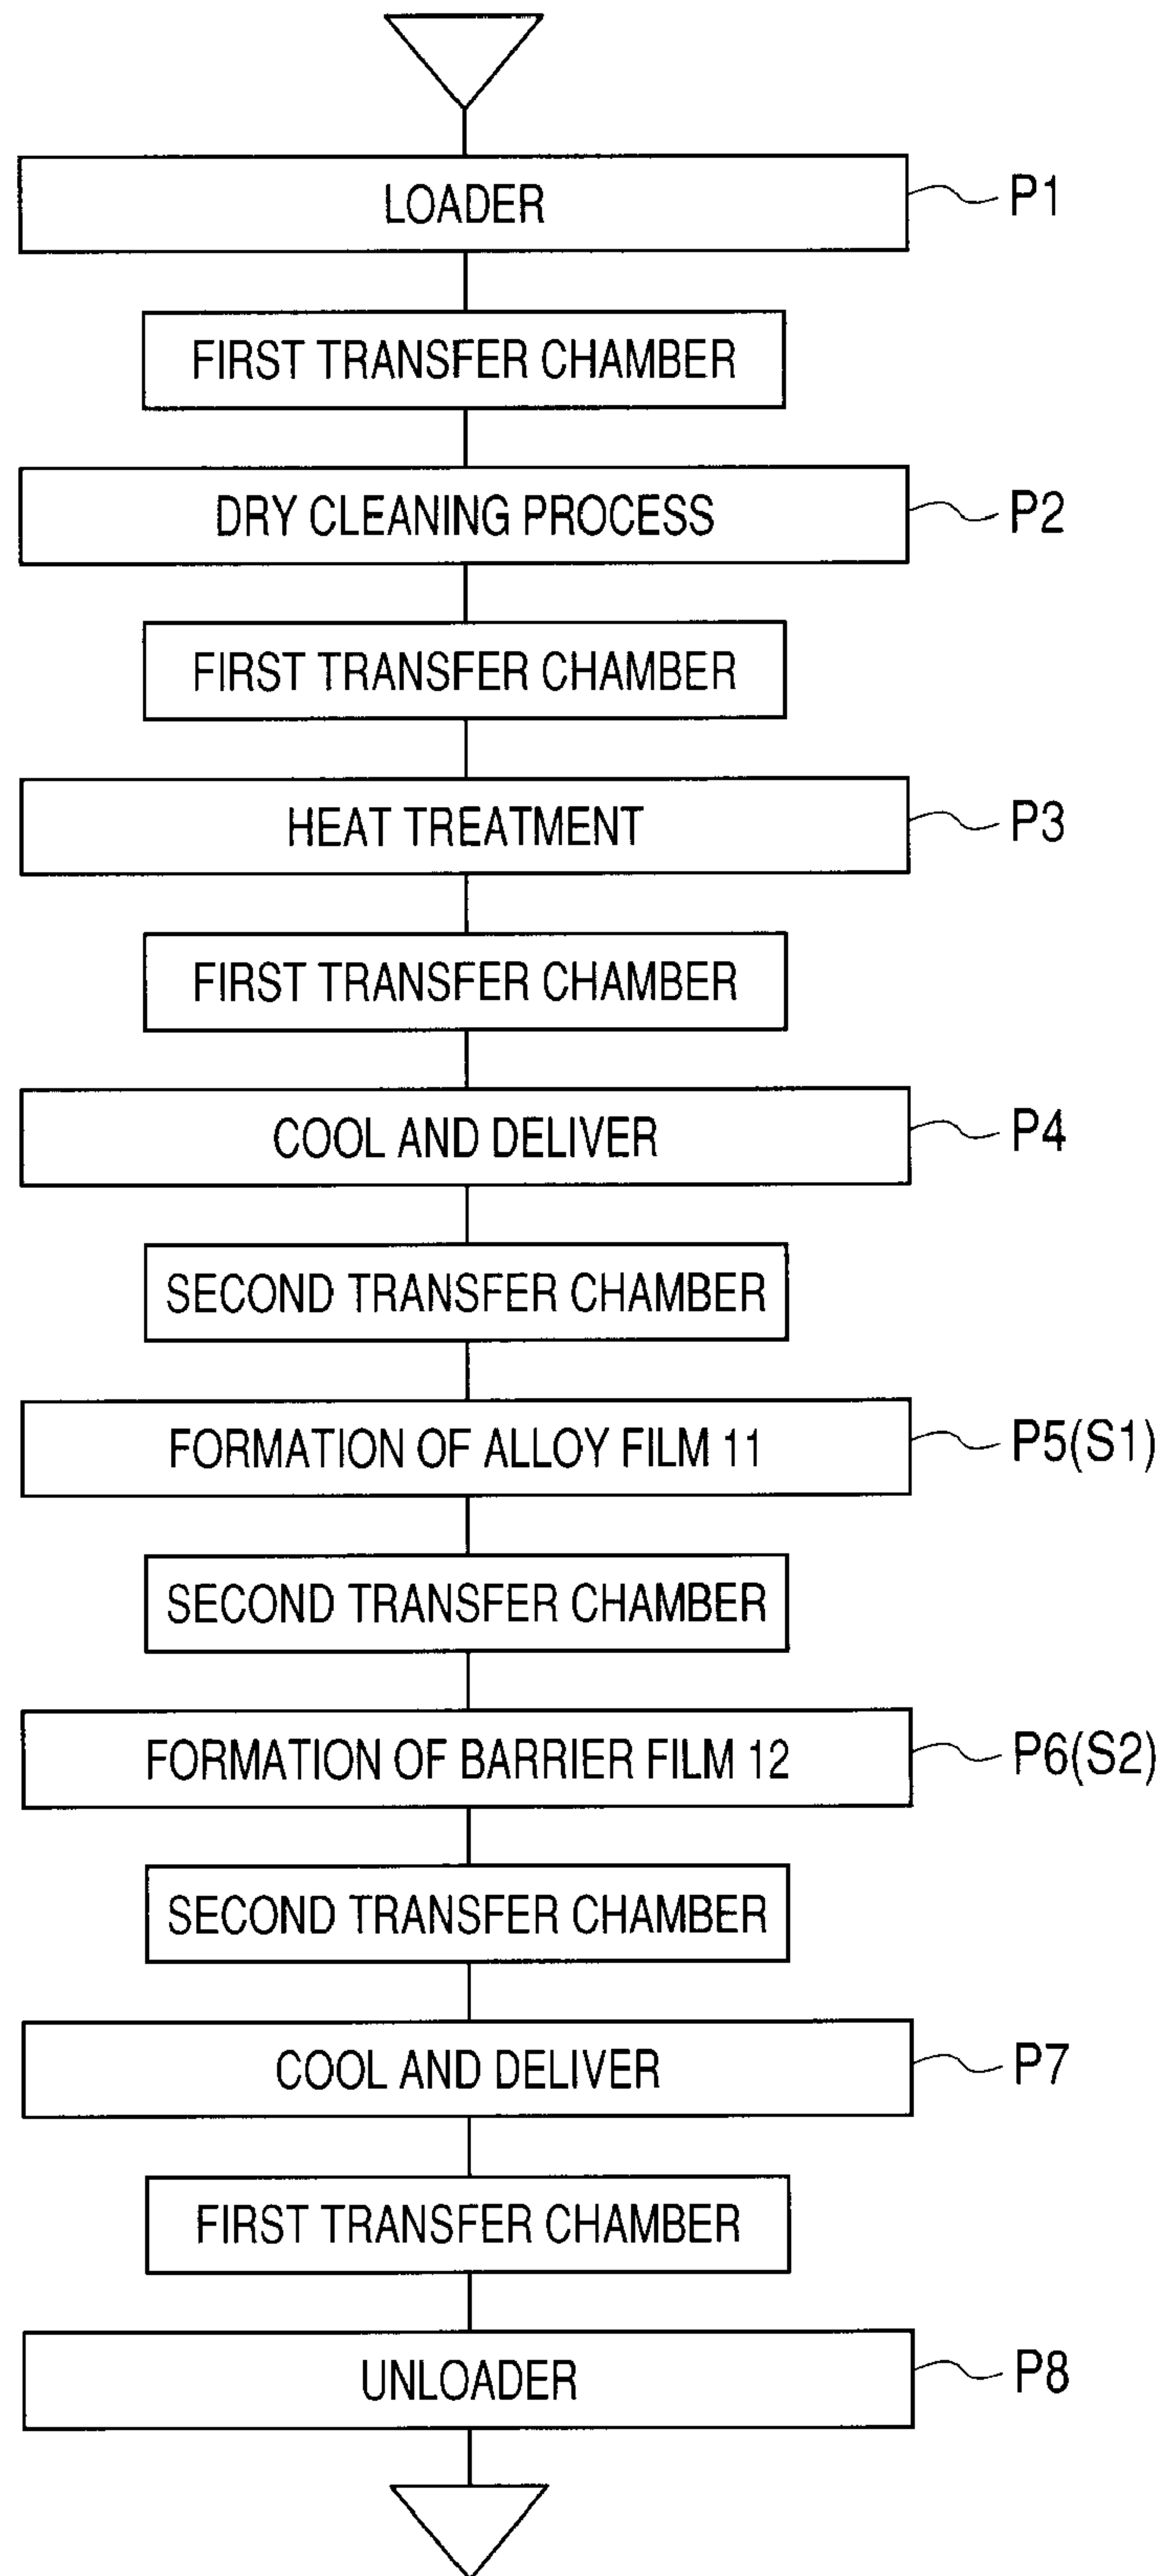 LOADER P1
FIRST TRANSFER CHAMBER
DRY CLEANING PROCESS P2
FIRST TRANSFER CHAMBER
HEAT TREATMENT P3
FIRST TRANSFER CHAMBER
COOL AND DELIVER P4
SECOND TRANSFER CHAMBER
FORMATION OF ALLOY FILM 11 P5(S1)
SECOND TRANSFER CHAMBER
FORMATION OF BARRIER FILM 12 P6(S2)
SECOND TRANSFER CHAMBER
COOL AND DELIVER P7
FIRST TRANSFER CHAMBER
UNLOADER P8